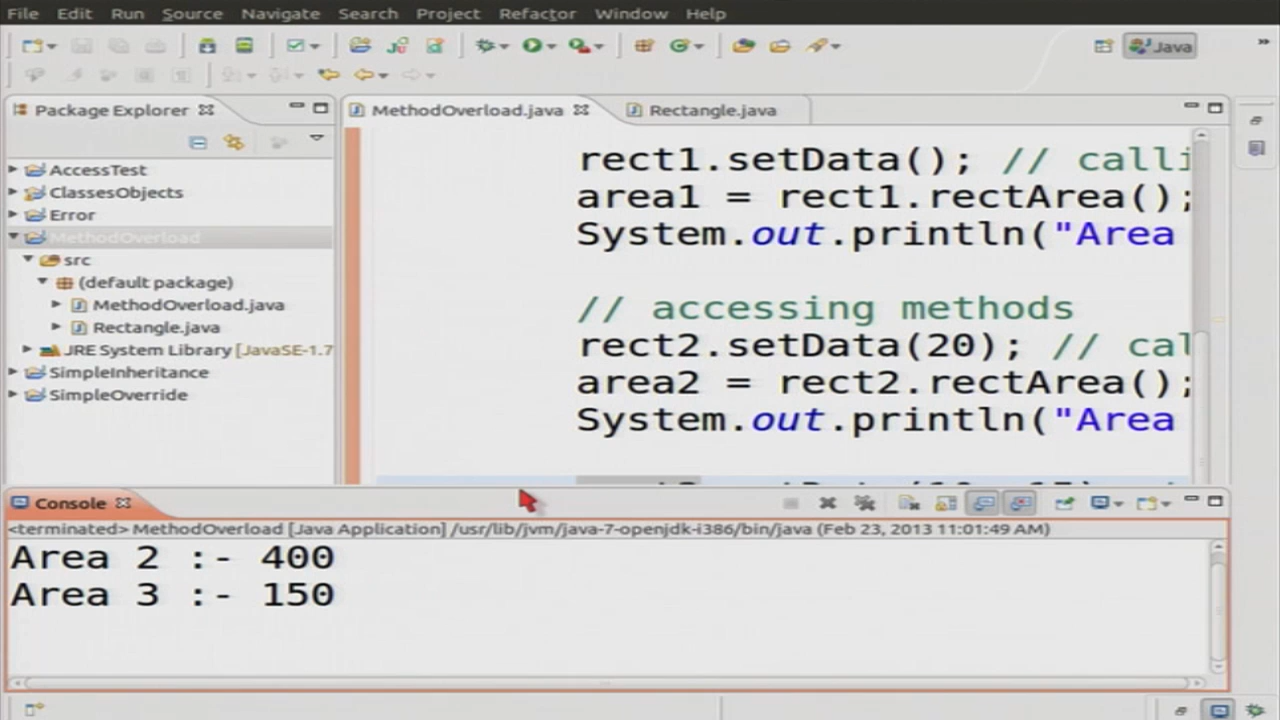 File Edit Run Source Navigate Search Project Refactor Window Help
Java »
Package Explorer
MethodOverload.java Rectangle.java
AccessTest
ClassesObjects
Error
MethodOverload
src
(default package)
MethodOverload.java
Rectangle.java
JRE System Library [JavaSE-1.7
SimpleInheritance
SimpleOverride
rect1.setData(); // calli
area1 = rect1.rectArea();
System.out.println("Area
// accessing methods
rect2.setData(20); // cal
area2 = rect2.rectArea();
System.out.println("Area
Console
<terminated> MethodOverload [Java Application] /usr/lib/jvm/java-7-openjdk-i386/bin/java (Feb 23, 2013 11:01:49 AM)
Area 2 :- 400
Area 3 :- 150